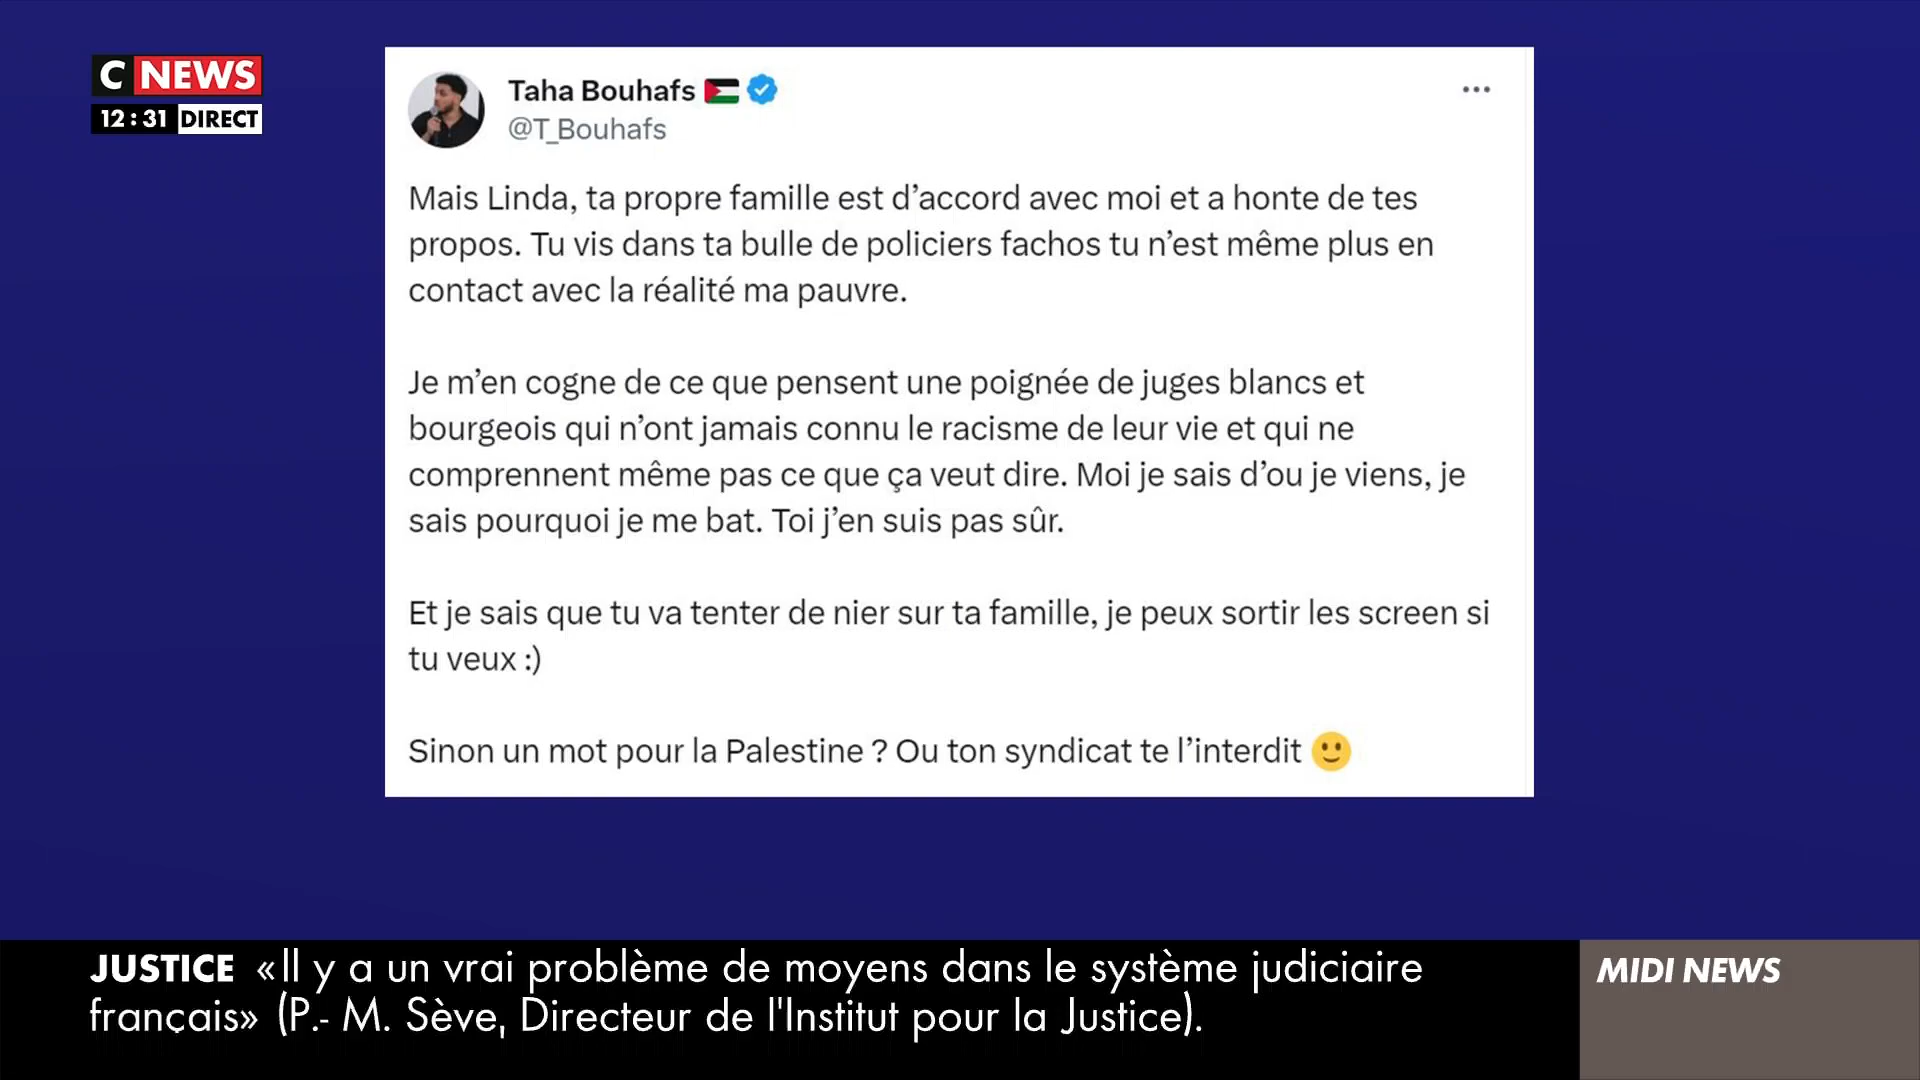 C NEWS
12:31 DIRECT
Taha Bouhafs
@T_Bouhafs
Mais Linda, ta propre famille est d’accord avec moi et a honte de tes
propos. Tu vis dans ta bulle de policiers fachos tu n’est même plus en
contact avec la réalité ma pauvre.
Je m’en cogne de ce que pensent une poignée de juges blancs et
bourgeois qui n’ont jamais connu le racisme de leur vie et qui ne
comprennent même pas ce que ça veut dire. Moi je sais d’ou je viens, je
sais pourquoi je me bat. Toi j’en suis pas sûr.
Et je sais que tu va tenter de nier sur ta famille, je peux sortir les screen si
tu veux :)
Sinon un mot pour la Palestine ? Ou ton syndicat te l’interdit 🙂
JUSTICE «Il y a un vrai problème de moyens dans le système judiciaire
français» (P.- M. Sève, Directeur de l'Institut pour la Justice).
MIDI NEWS